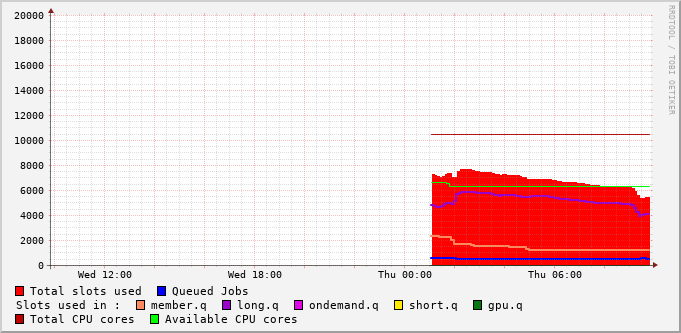 20000
18000
16000
14000
12000
10000
8000
6000
4000
2000
0
Wed 12:00 Wed 18:00 Thu 00:00 Thu 06:00
Total slots used Queued Jobs
Slots used in : member.q long.q ondemand.q short.q gpu.q
Total CPU cores Available CPU cores
RRDTOOL / TOBI OETIKER